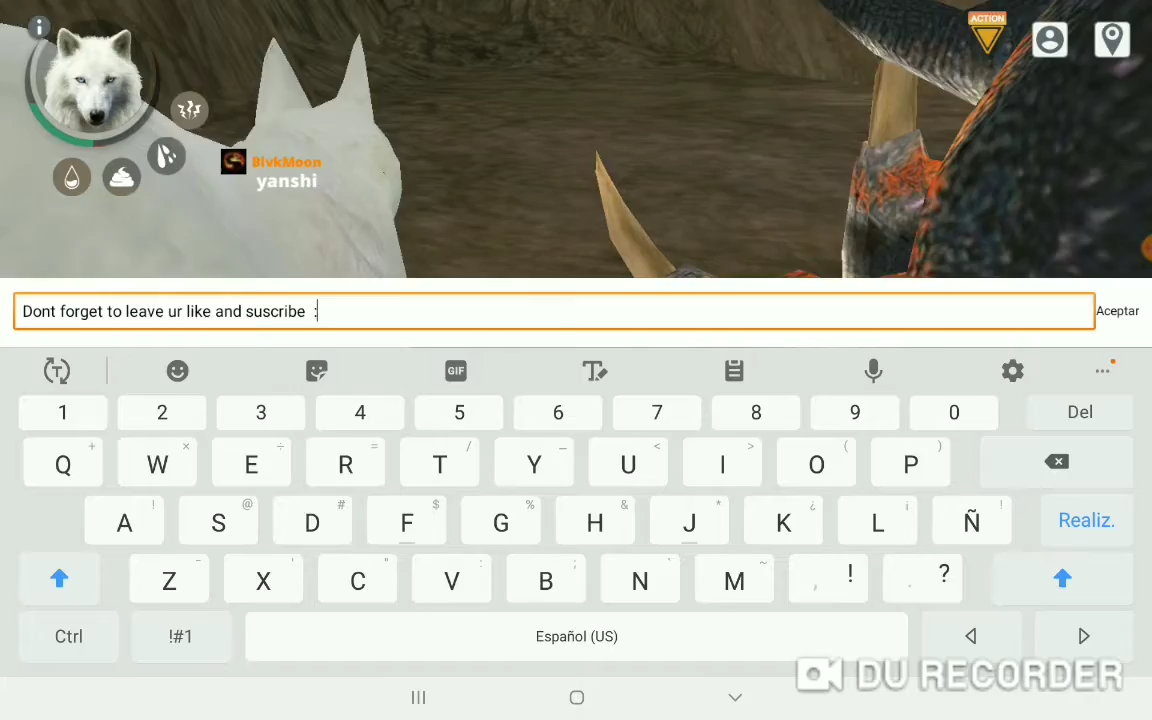 ACTION
BlvkMoon
yanshi
Dont forget to leave ur like and suscribe  :
Aceptar
GIF
1 2 3 4 5 6 7 8 9 0 Del
Q + W × E ÷ R = T / Y _ U < I > O ( P )
A ! S @ D # F $ G % H & J * K ¿ L ¡ Ñ ! Realiz.
Z - X ' C " V : B ; N ` M ~ , ! . ?
Ctrl !#1 Español (US)
DU RECORDER